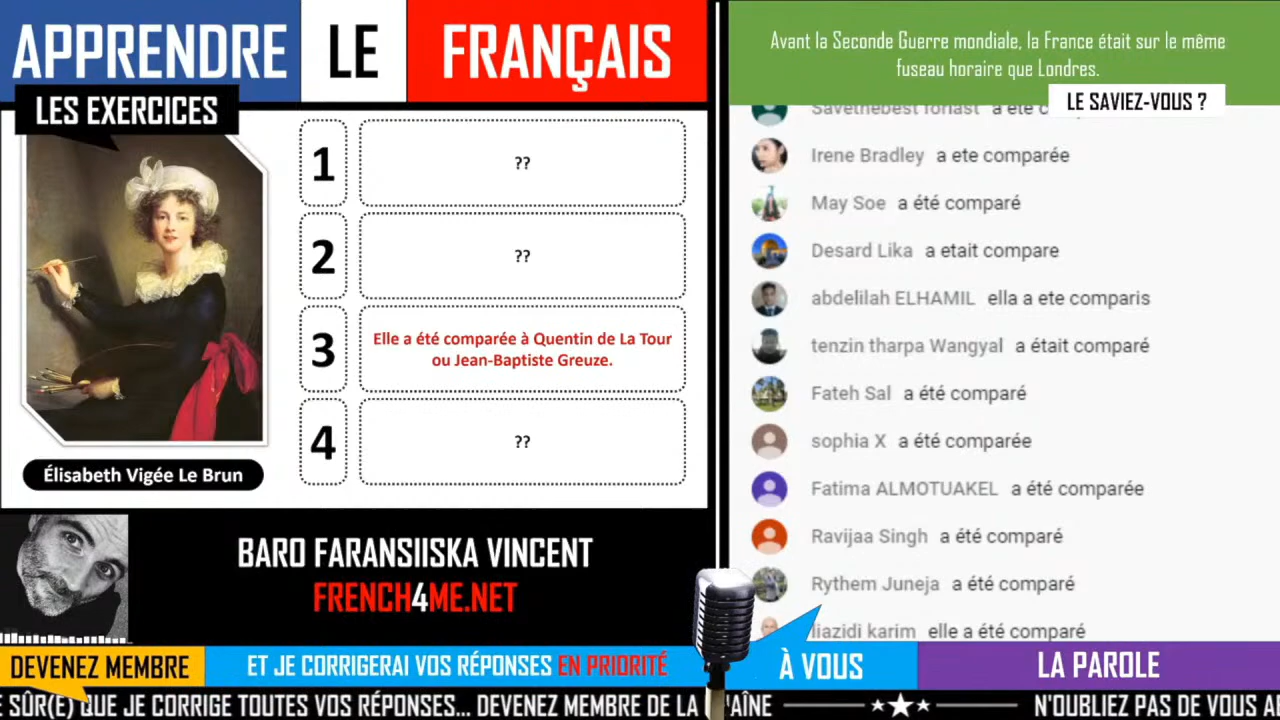 APPRENDRE LE FRANÇAIS
LES EXERCICES
1 ??
2 ??
3 Elle a été comparée à Quentin de La Tour
ou Jean-Baptiste Greuze.
4 ??
Élisabeth Vigée Le Brun
BARO FARANSIISKA VINCENT
FRENCH4ME.NET
Avant la Seconde Guerre mondiale, la France était sur le même
fuseau horaire que Londres.
LE SAVIEZ-VOUS ?
Irene Bradley a ete comparée
May Soe a été comparé
Desard Lika a etait compare
abdelilah ELHAMIL ella a ete comparis
tenzin tharpa Wangyal a était comparé
Fateh Sal a été comparé
sophia X a été comparée
Fatima ALMOTUAKEL a été comparée
Ravijaa Singh a été comparé
Rythem Juneja a été comparé
liazidi karim elle a été comparée
DEVENEZ MEMBRE ET JE CORRIGERAI VOS RÉPONSES EN PRIORITÉ À VOUS LA PAROLE
E SÛR(E) QUE JE CORRIGE TOUTES VOS RÉPONSES... DEVENEZ MEMBRE DE LA AÎNE N'OUBLIEZ PAS DE VOUS